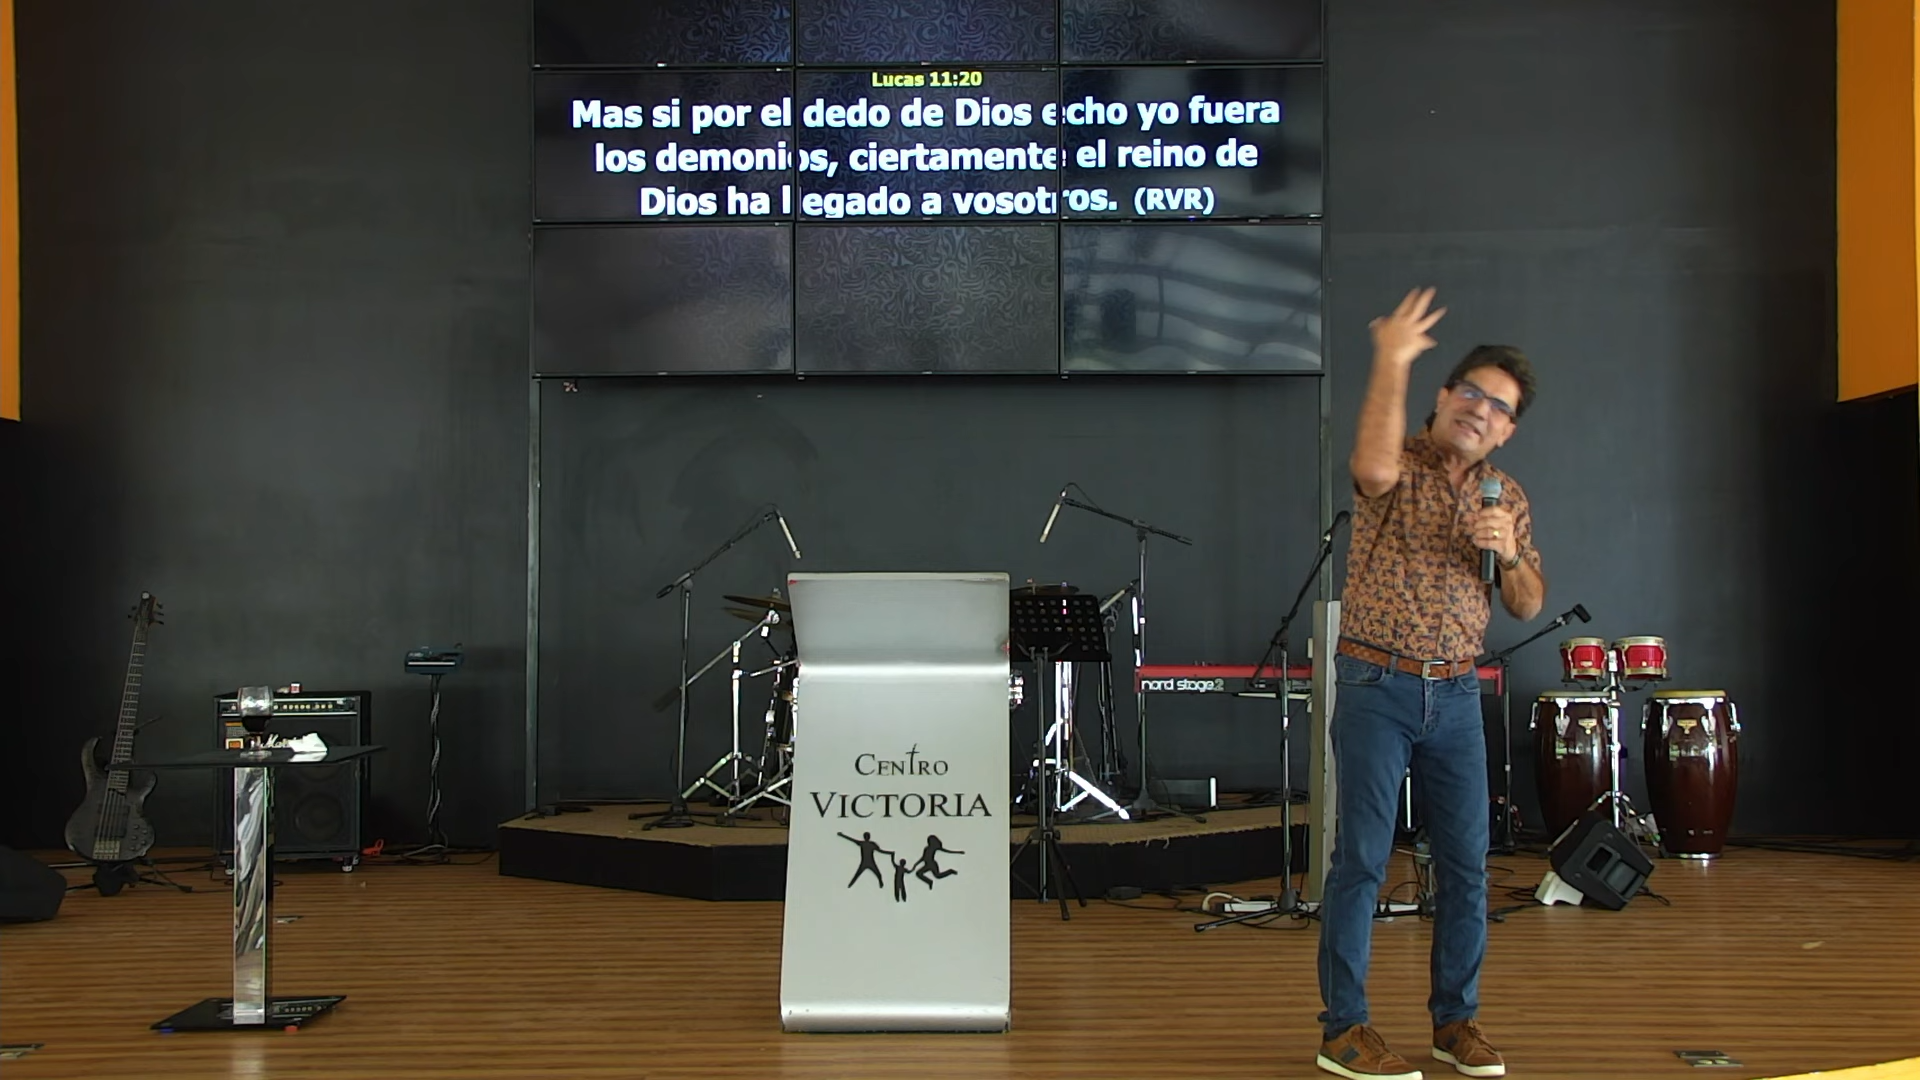 Lucas 11:20
Mas si por el dedo de Dios echo yo fuera
los demonios, ciertamente el reino de
Dios ha llegado a vosotros. (RVR)
nord stage 2
Marshall
CENTRO
VICTORIA